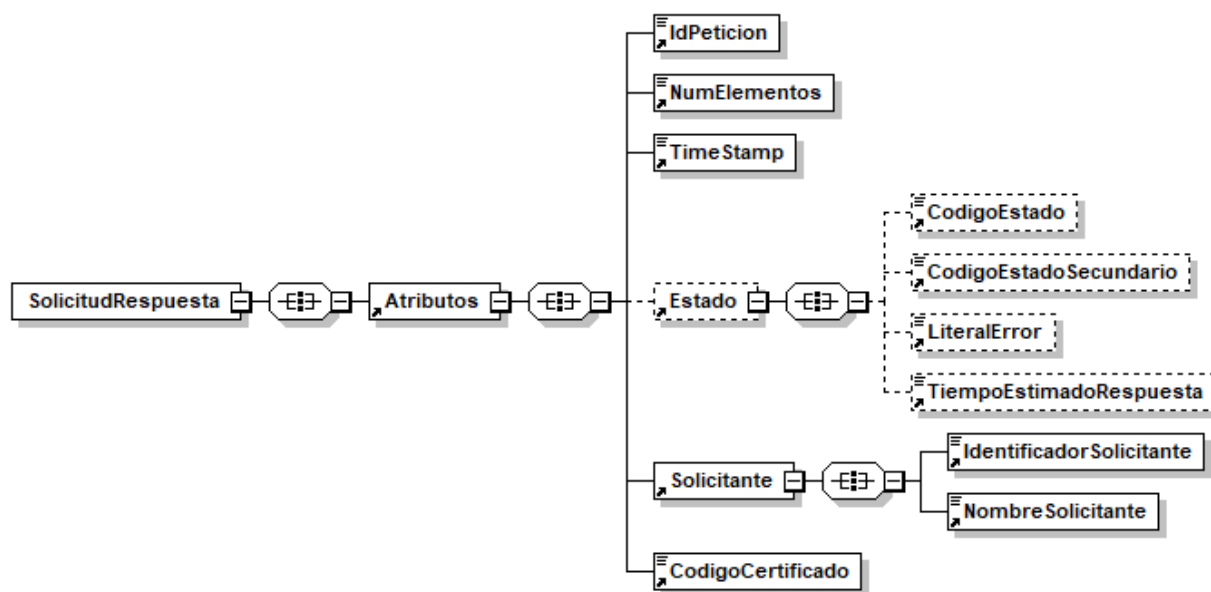 IdPeticion
NumElementos
TimeStamp
CodigoEstado
CodigoEstadoSecundario
SolicitudRespuesta
Atributos
Estado
LiteralError
TiempoEstimadoRespuesta
IdentificadorSolicitante
Solicitante
NombreSolicitante
CodigoCertificado